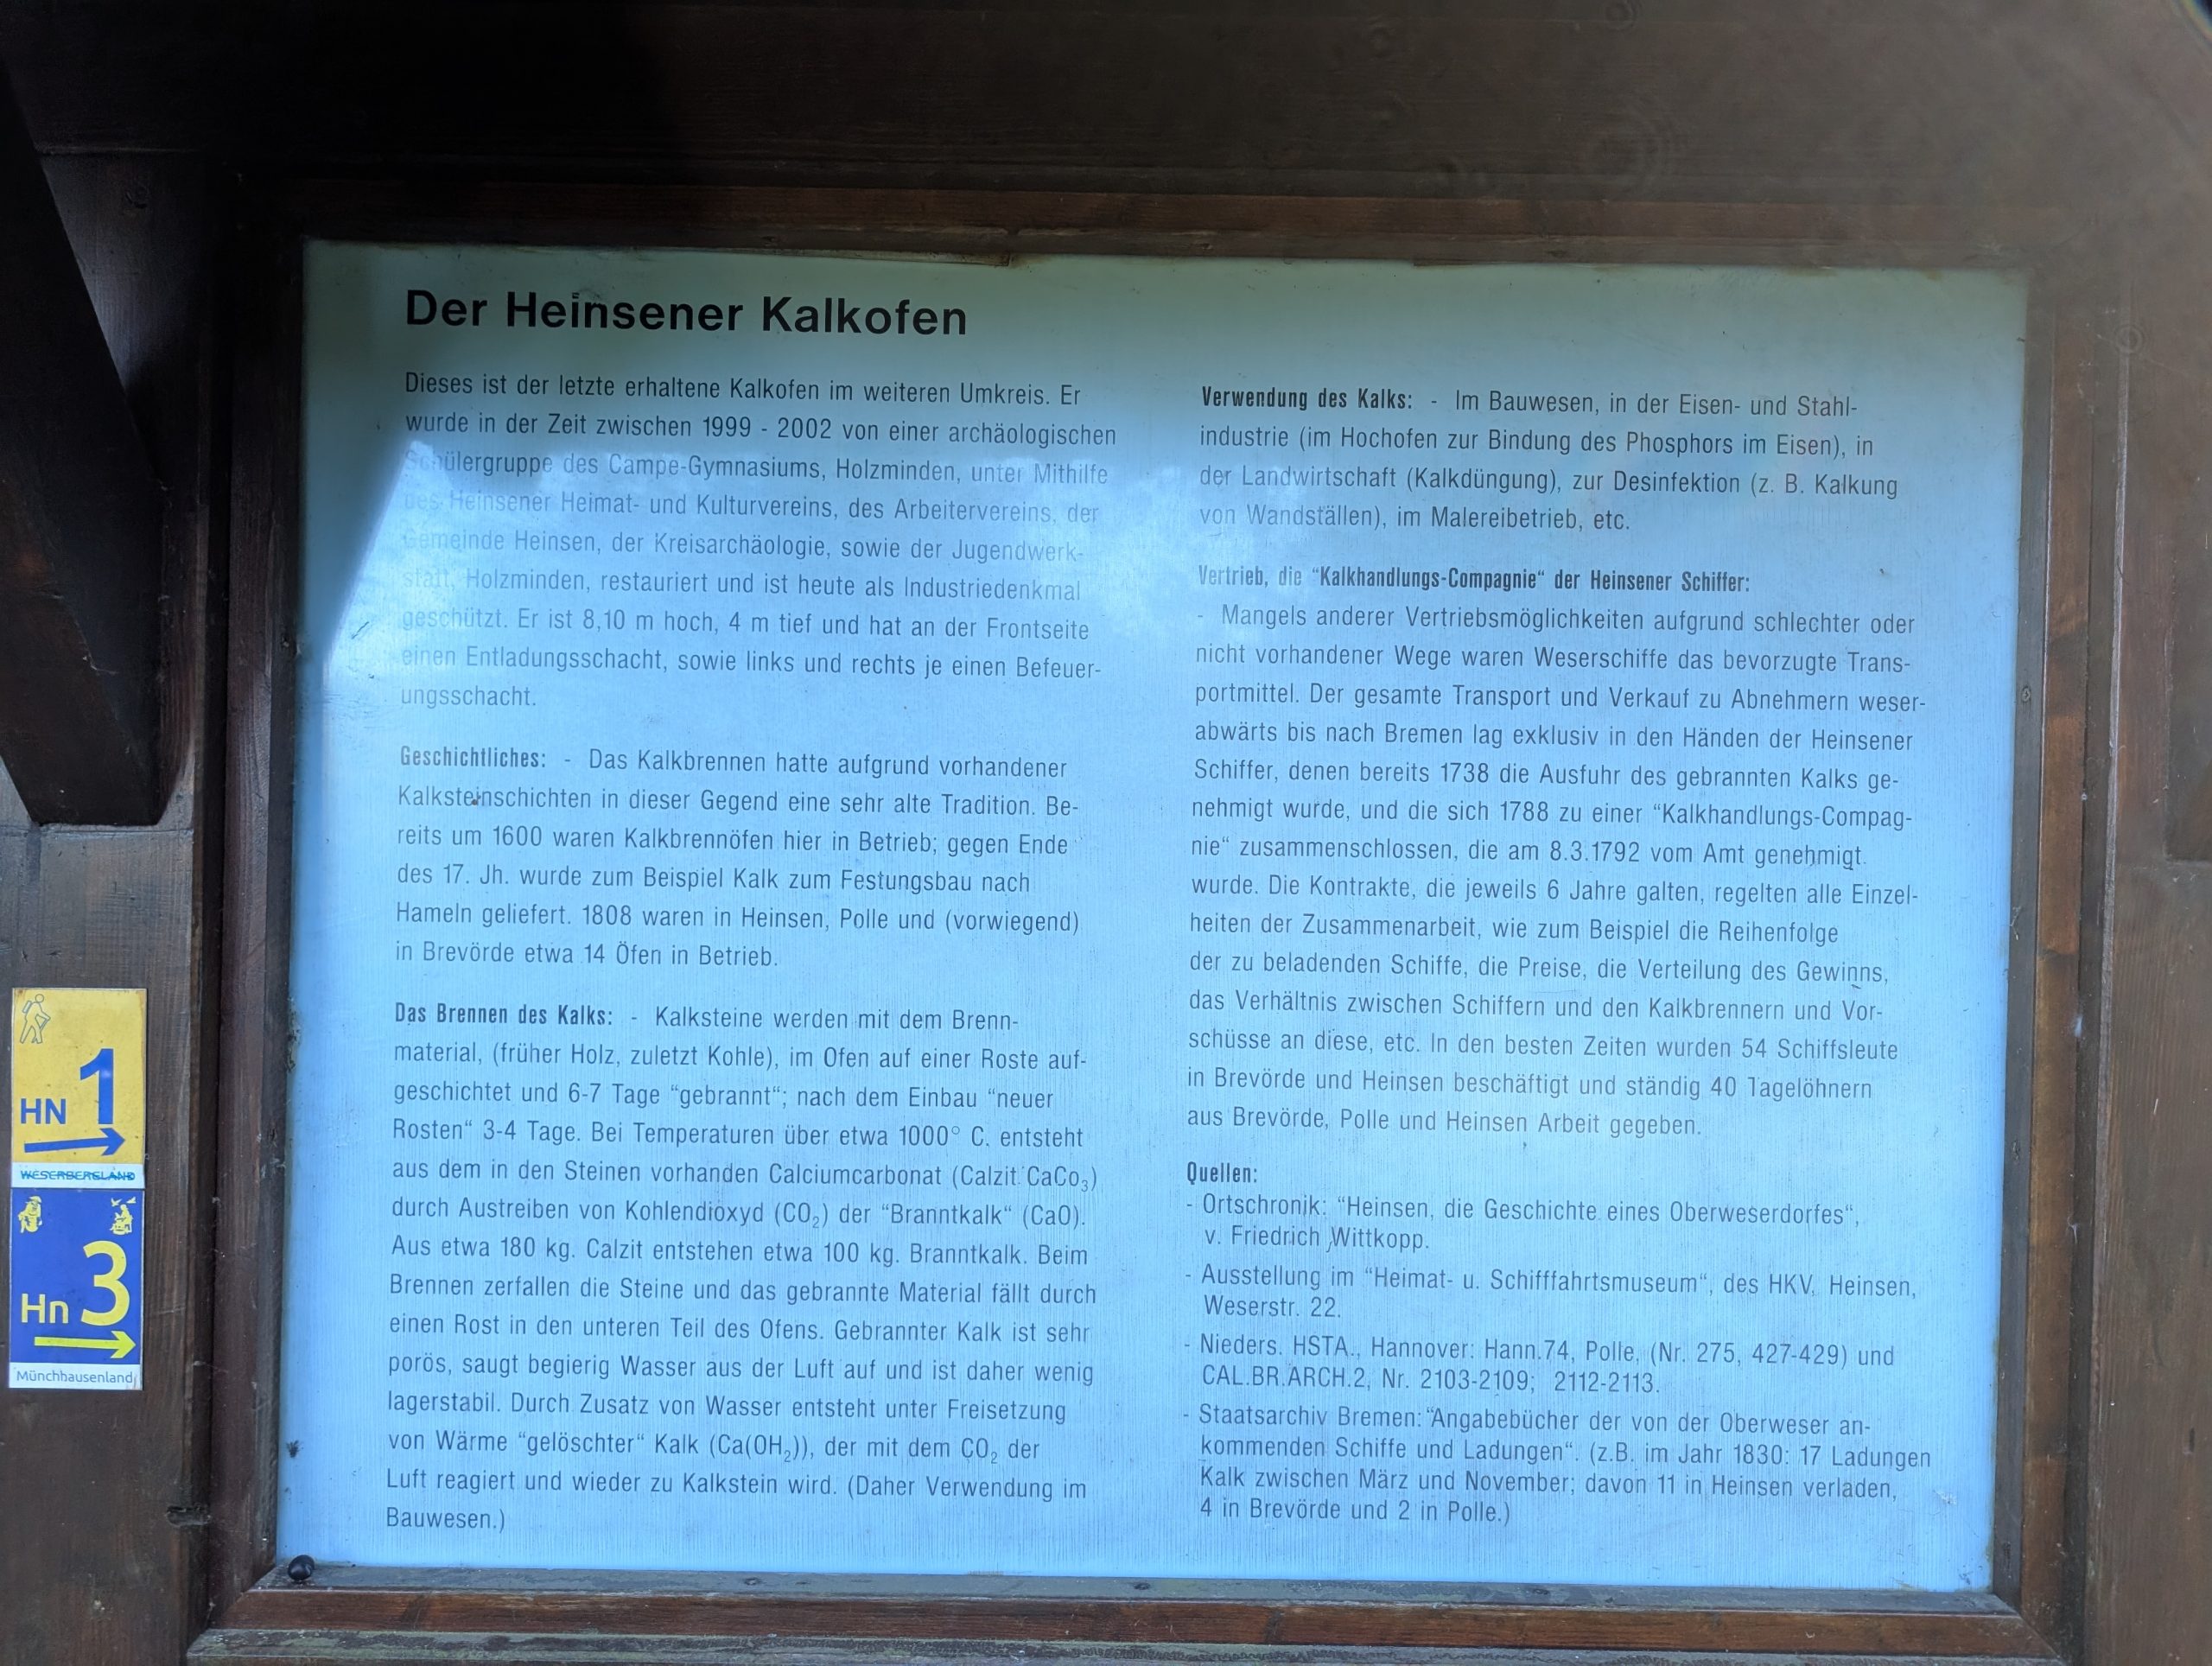 Der Heinsener Kalkofen
Dieses ist der letzte erhaltene Kalkofen im weiteren Umkreis. Er
wurde in der Zeit zwischen 1999 - 2002 von einer archäologischen
Schülergruppe des Campe-Gymnasiums, Holzminden, unter Mithilfe
des Heinsener Heimat- und Kulturvereins, des Arbeitervereins, der
Gemeinde Heinsen, der Kreisarchäologie, sowie der Jugendwerk-
statt, Holzminden, restauriert und ist heute als Industriedenkmal
geschützt. Er ist 8,10 m hoch, 4 m tief und hat an der Frontseite
einen Entladungsschacht, sowie links und rechts je einen Befeuer-
ungsschacht.
Geschichtliches: - Das Kalkbrennen hatte aufgrund vorhandener
Kalksteinschichten in dieser Gegend eine sehr alte Tradition. Be-
reits um 1600 waren Kalkbrennöfen hier in Betrieb; gegen Ende
des 17. Jh. wurde zum Beispiel Kalk zum Festungsbau nach
Hameln geliefert. 1808 waren in Heinsen, Polle und (vorwiegend)
in Brevörde etwa 14 Öfen in Betrieb.
Das Brennen des Kalks: - Kalksteine werden mit dem Brenn-
material, (früher Holz, zuletzt Kohle), im Ofen auf einer Roste auf-
geschichtet und 6-7 Tage “gebrannt“; nach dem Einbau “neuer
Rosten“ 3-4 Tage. Bei Temperaturen über etwa 1000° C. entsteht
aus dem in den Steinen vorhanden Calciumcarbonat (Calzit CaCo₃)
durch Austreiben von Kohlendioxyd (CO₂) der “Branntkalk“ (CaO).
Aus etwa 180 kg. Calzit entstehen etwa 100 kg. Branntkalk. Beim
Brennen zerfallen die Steine und das gebrannte Material fällt durch
einen Rost in den unteren Teil des Ofens. Gebrannter Kalk ist sehr
porös, saugt begierig Wasser aus der Luft auf und ist daher wenig
lagerstabil. Durch Zusatz von Wasser entsteht unter Freisetzung
von Wärme “gelöschter“ Kalk (Ca(OH₂)), der mit dem CO₂ der
Luft reagiert und wieder zu Kalkstein wird. (Daher Verwendung im
Bauwesen.)
Verwendung des Kalks: - Im Bauwesen, in der Eisen- und Stahl-
industrie (im Hochofen zur Bindung des Phosphors im Eisen), in
der Landwirtschaft (Kalkdüngung), zur Desinfektion (z. B. Kalkung
von Wandställen), im Malereibetrieb, etc.
Vertrieb, die “Kalkhandlungs-Compagnie“ der Heinsener Schiffer:
- Mangels anderer Vertriebsmöglichkeiten aufgrund schlechter oder
nicht vorhandener Wege waren Weserschiffe das bevorzugte Trans-
portmittel. Der gesamte Transport und Verkauf zu Abnehmern weser-
abwärts bis nach Bremen lag exklusiv in den Händen der Heinsener
Schiffer, denen bereits 1738 die Ausfuhr des gebrannten Kalks ge-
nehmigt wurde, und die sich 1788 zu einer “Kalkhandlungs-Compag-
nie“ zusammenschlossen, die am 8.3.1792 vom Amt genehmigt
wurde. Die Kontrakte, die jeweils 6 Jahre galten, regelten alle Einzel-
heiten der Zusammenarbeit, wie zum Beispiel die Reihenfolge
der zu beladenden Schiffe, die Preise, die Verteilung des Gewinns,
das Verhältnis zwischen Schiffern und den Kalkbrennern und Vor-
schüsse an diese, etc. In den besten Zeiten wurden 54 Schiffsleute
in Brevörde und Heinsen beschäftigt und ständig 40 Tagelöhnern
aus Brevörde, Polle und Heinsen Arbeit gegeben.
Quellen:
- Ortschronik: “Heinsen, die Geschichte eines Oberweserdorfes“,
v. Friedrich Wittkopp.
- Ausstellung im “Heimat- u. Schifffahrtsmuseum“, des HKV, Heinsen,
Weserstr. 22.
- Nieders. HSTA., Hannover: Hann.74, Polle, (Nr. 275, 427-429) und
CAL.BR.ARCH.2, Nr. 2103-2109; 2112-2113.
- Staatsarchiv Bremen: “Angabebücher der von der Oberweser an-
kommenden Schiffe und Ladungen“. (z.B. im Jahr 1830: 17 Ladungen
Kalk zwischen März und November; davon 11 in Heinsen verladen,
4 in Brevörde und 2 in Polle.)
HN 1
WESERBERGLAND
Hn 3
Münchhausenland